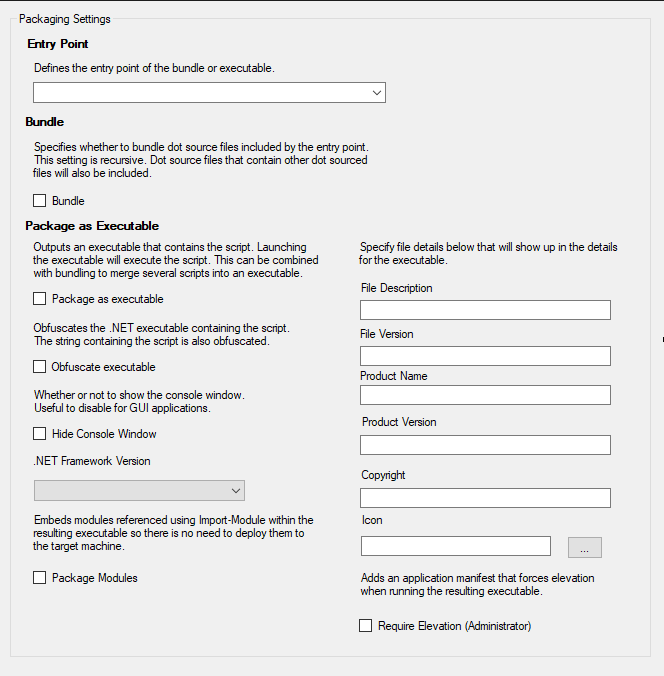 Packaging Settings
Entry Point
Defines the entry point of the bundle or executable.
Bundle
Specifies whether to bundle dot source files included by the entry point.
This setting is recursive. Dot source files that contain other dot sourced
files will also be included.
Bundle
Package as Executable
Outputs an executable that contains the script. Launching
the executable will execute the script. This can be combined
with bundling to merge several scripts into an executable.
Package as executable
Obfuscates the .NET executable containing the script.
The string containing the script is also obfuscated.
Obfuscate executable
Whether or not to show the console window.
Useful to disable for GUI applications.
Hide Console Window
.NET Framework Version
Embeds modules referenced using Import-Module within the
resulting executable so there is no need to deploy them to
the target machine.
Package Modules
Specify file details below that will show up in the details
for the executable.
File Description
File Version
Product Name
Product Version
Copyright
Icon
...
Adds an application manifest that forces elevation
when running the resulting executable.
Require Elevation (Administrator)